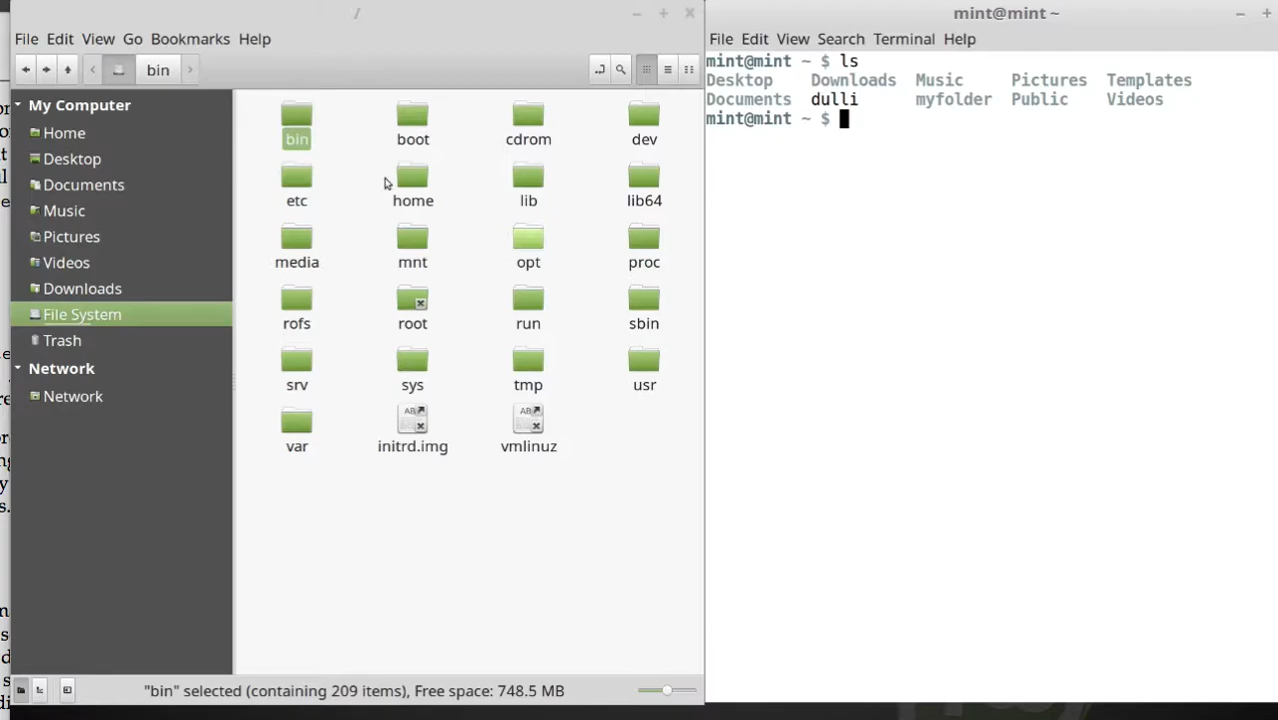 /
File Edit View Go Bookmarks Help
bin
My Computer
Home
Desktop
Documents
Music
Pictures
Videos
Downloads
File System
Trash
Network
Network
bin boot cdrom dev
etc home lib lib64
media mnt opt proc
rofs root run sbin
srv sys tmp usr
var initrd.img vmlinuz
"bin" selected (containing 209 items), Free space: 748.5 MB
mint@mint ~
File Edit View Search Terminal Help
mint@mint ~ $ ls
Desktop Downloads Music Pictures Templates
Documents dulli myfolder Public Videos
mint@mint ~ $